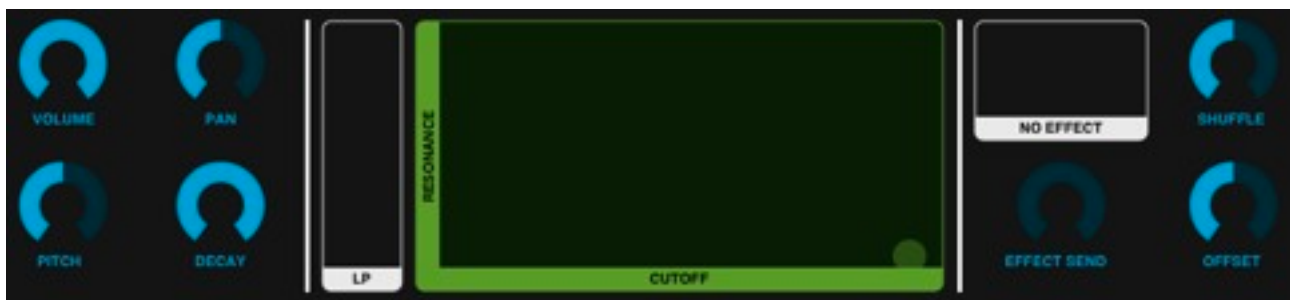 VOLUME
PAN
PITCH
DECAY
LP
RESONANCE
CUTOFF
NO EFFECT
SHUFFLE
EFFECT SEND
OFFSET